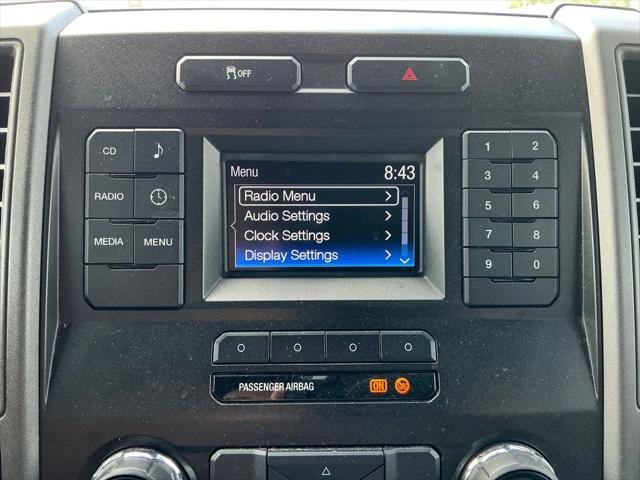 OFF
CD
RADIO
MEDIA MENU
Menu 8:43
Radio Menu
Audio Settings
Clock Settings
Display Settings
1 2
3 4
5 6
7 8
9 0
PASSENGER AIRBAG ON